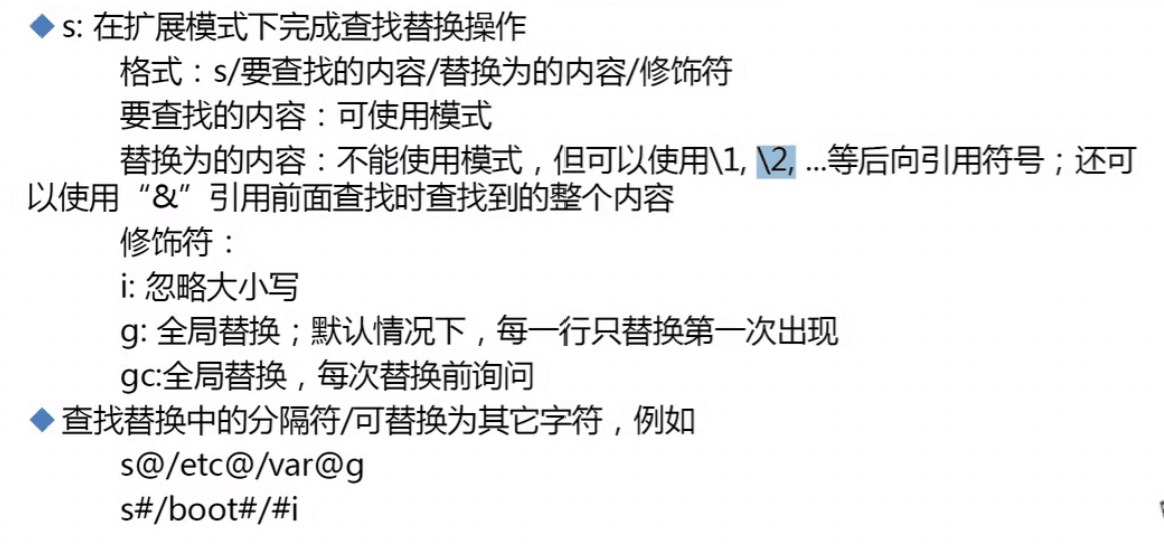 ◆ s: 在扩展模式下完成查找替换操作
格式：s/要查找的内容/替换为的内容/修饰符
要查找的内容：可使用模式
替换为的内容：不能使用模式，但可以使用\1, \2, ...等后向引用符号；还可
以使用“&”引用前面查找时查找到的整个内容
修饰符：
i: 忽略大小写
g: 全局替换；默认情况下，每一行只替换第一次出现
gc:全局替换，每次替换前询问
◆ 查找替换中的分隔符/可替换为其它字符，例如
s@/etc@/var@g
s#/boot#/#i